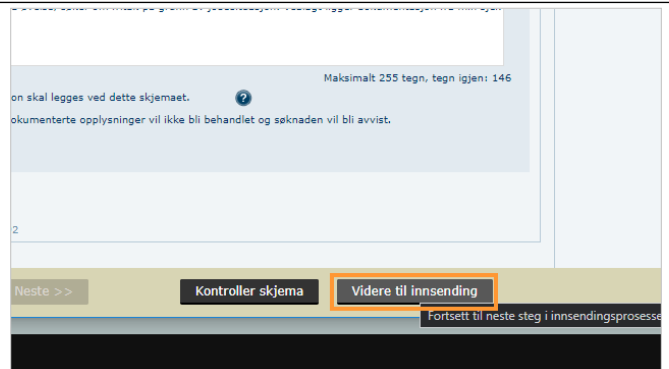 Maksimalt 255 tegn, tegn igjen: 146
on skal legges ved dette skjemaet.
?
okumenterte opplysninger vil ikke bli behandlet og søknaden vil bli avvist.
2
Neste >>
Kontroller skjema
Videre til innsending
Fortsett til neste steg i innsendingsprosesse